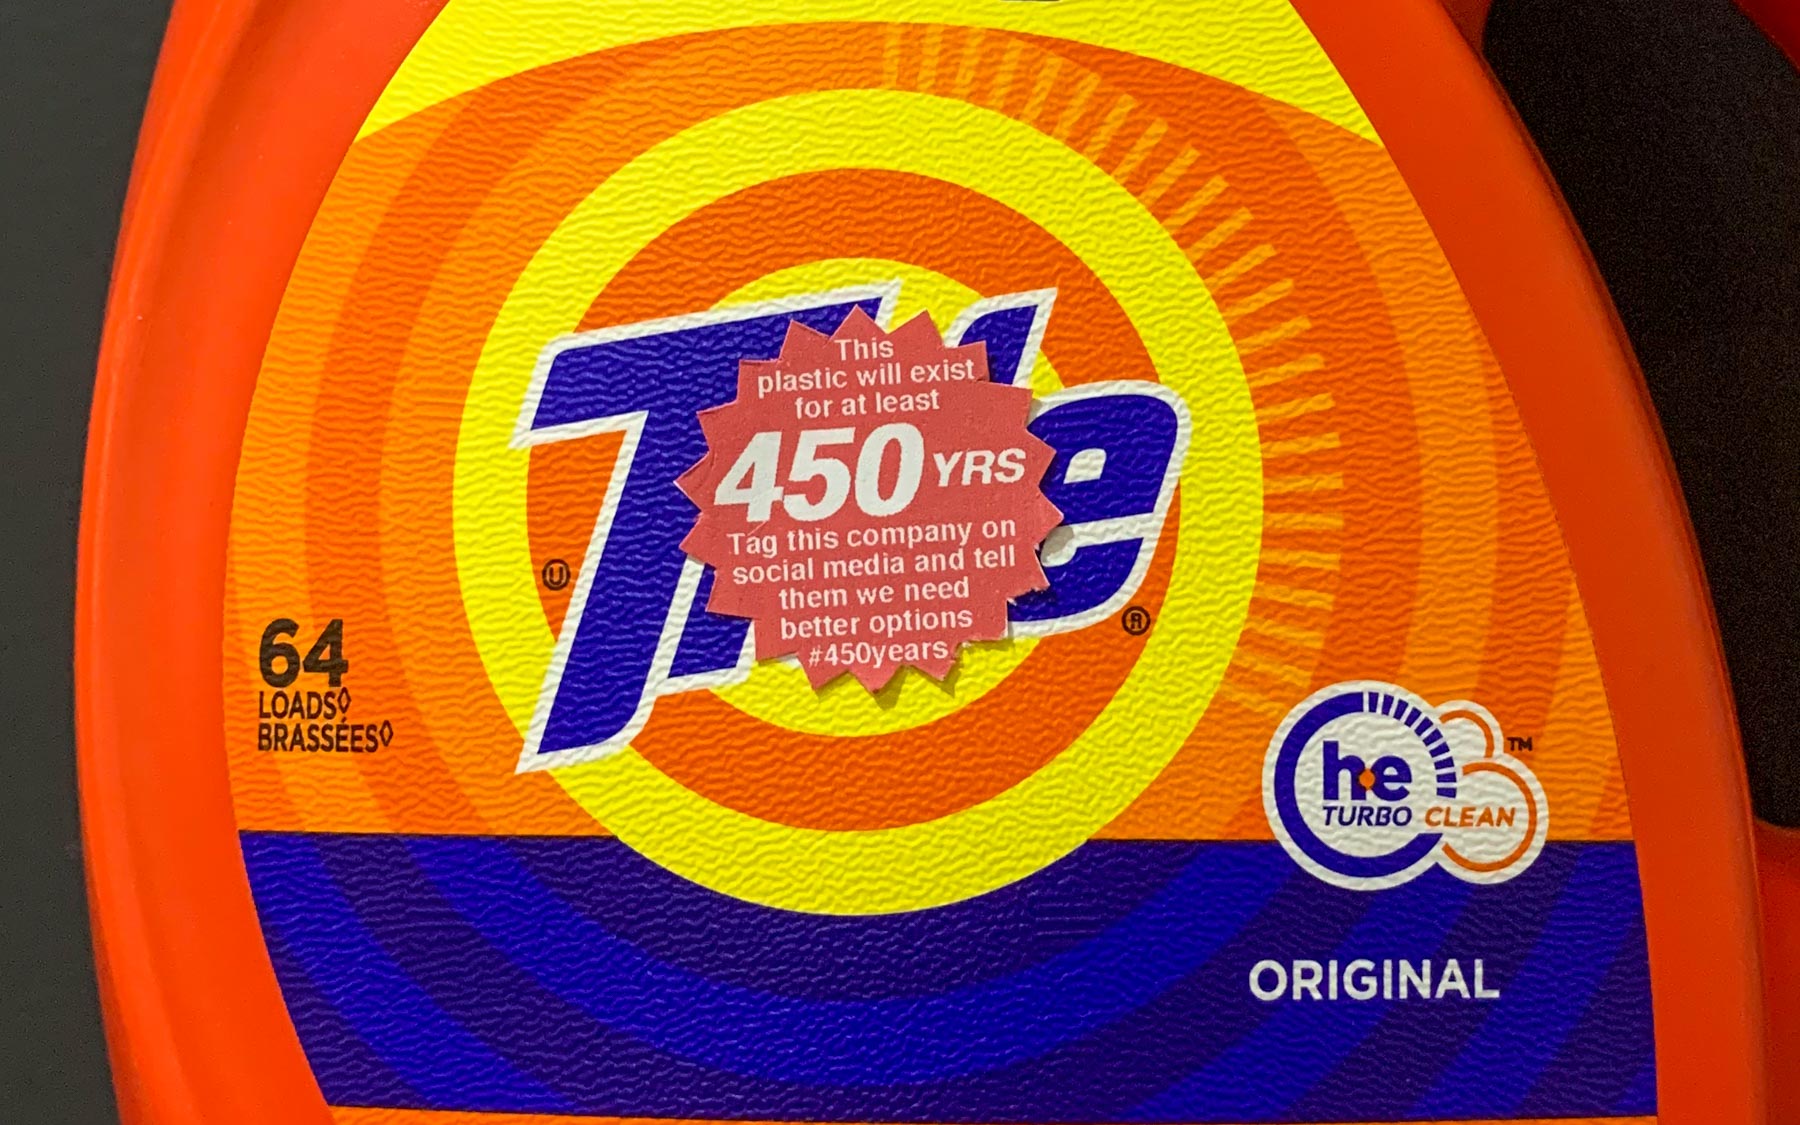 Tide
This
plastic will exist
for at least
450 YRS
Tag this company on
social media and tell
them we need
better options
#450years
Ⓤ
®
64
LOADS◊
BRASSÉES◊
he
TURBO CLEAN
™
ORIGINAL